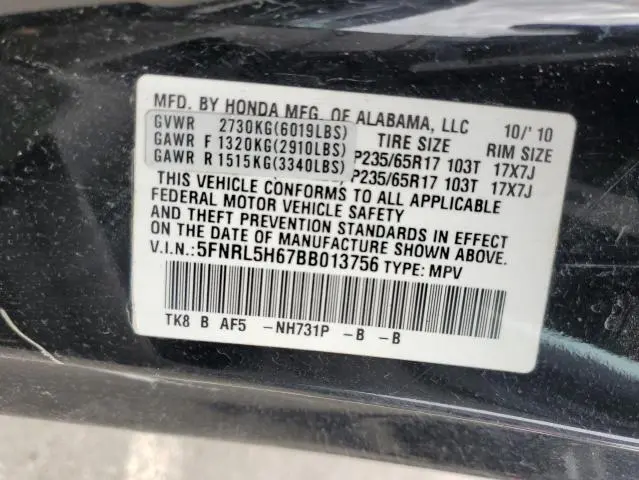 MFD. BY HONDA MFG. OF ALABAMA, LLC 10/'10
GVWR 2730KG(6019LBS) TIRE SIZE RIM SIZE
GAWR F 1320KG(2910LBS) P235/65R17 103T 17X7J
GAWR R 1515KG(3340LBS) P235/65R17 103T 17X7J
THIS VEHICLE CONFORMS TO ALL APPLICABLE
FEDERAL MOTOR VEHICLE SAFETY
AND THEFT PREVENTION STANDARDS IN EFFECT
ON THE DATE OF MANUFACTURE SHOWN ABOVE.
V.I.N.: 5FNRL5H67BB013756 TYPE: MPV
TK8 B AF5 -NH731P -B -B